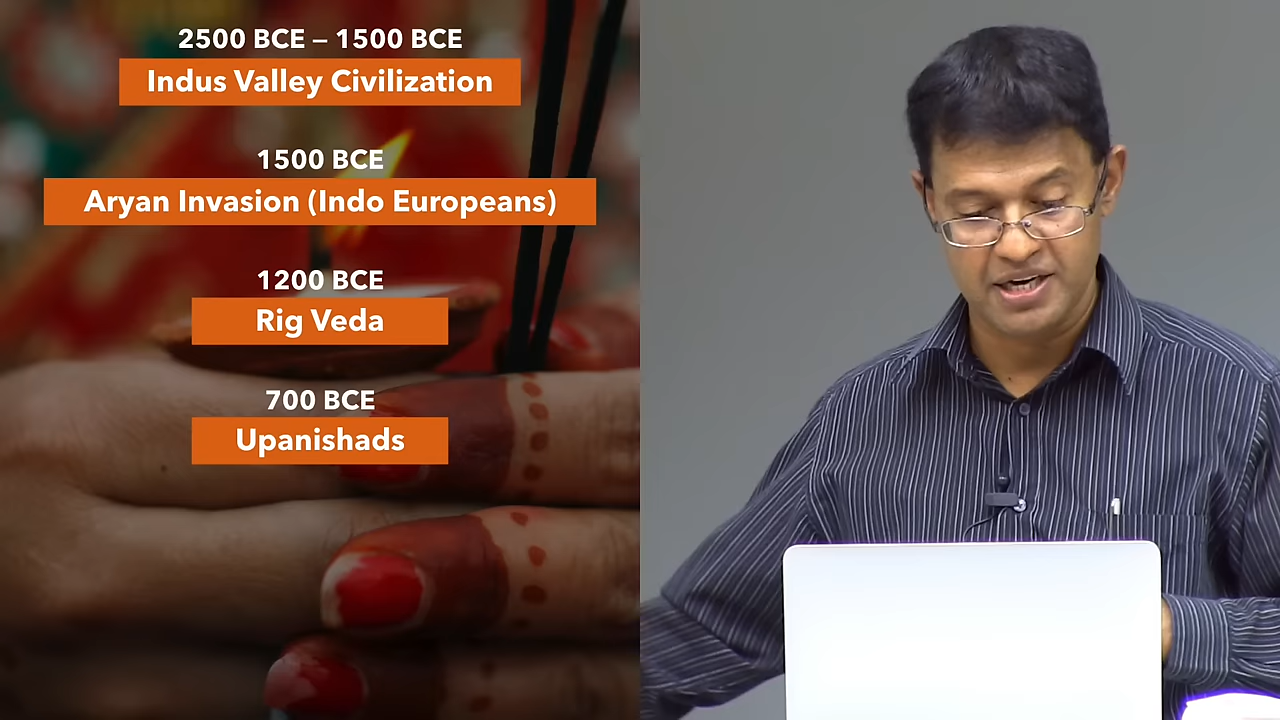 2500 BCE – 1500 BCE
Indus Valley Civilization
1500 BCE
Aryan Invasion (Indo Europeans)
1200 BCE
Rig Veda
700 BCE
Upanishads